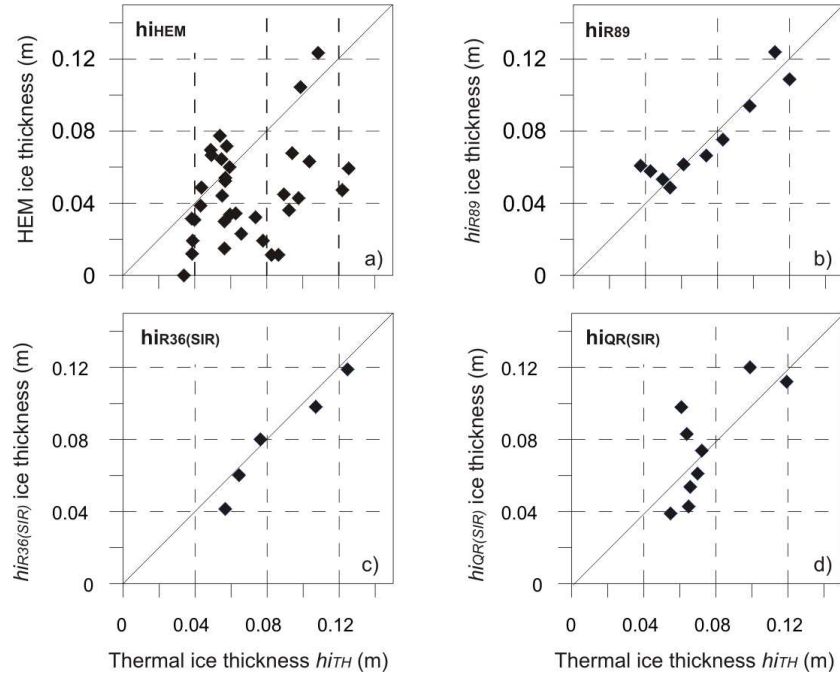 hiHEM
HEM ice thickness (m)
0.12
0.08
0.04
0
a)
hiR89
hiR89 ice thickness (m)
0.12
0.08
0.04
0
b)
hiR36(SIR)
hiR36(SIR) ice thickness (m)
0.12
0.08
0.04
0
c)
0 0.04 0.08 0.12
Thermal ice thickness hiTH (m)
hiQR(SIR)
hiQR(SIR) ice thickness (m)
0.12
0.08
0.04
0
d)
0 0.04 0.08 0.12
Thermal ice thickness hiTH (m)